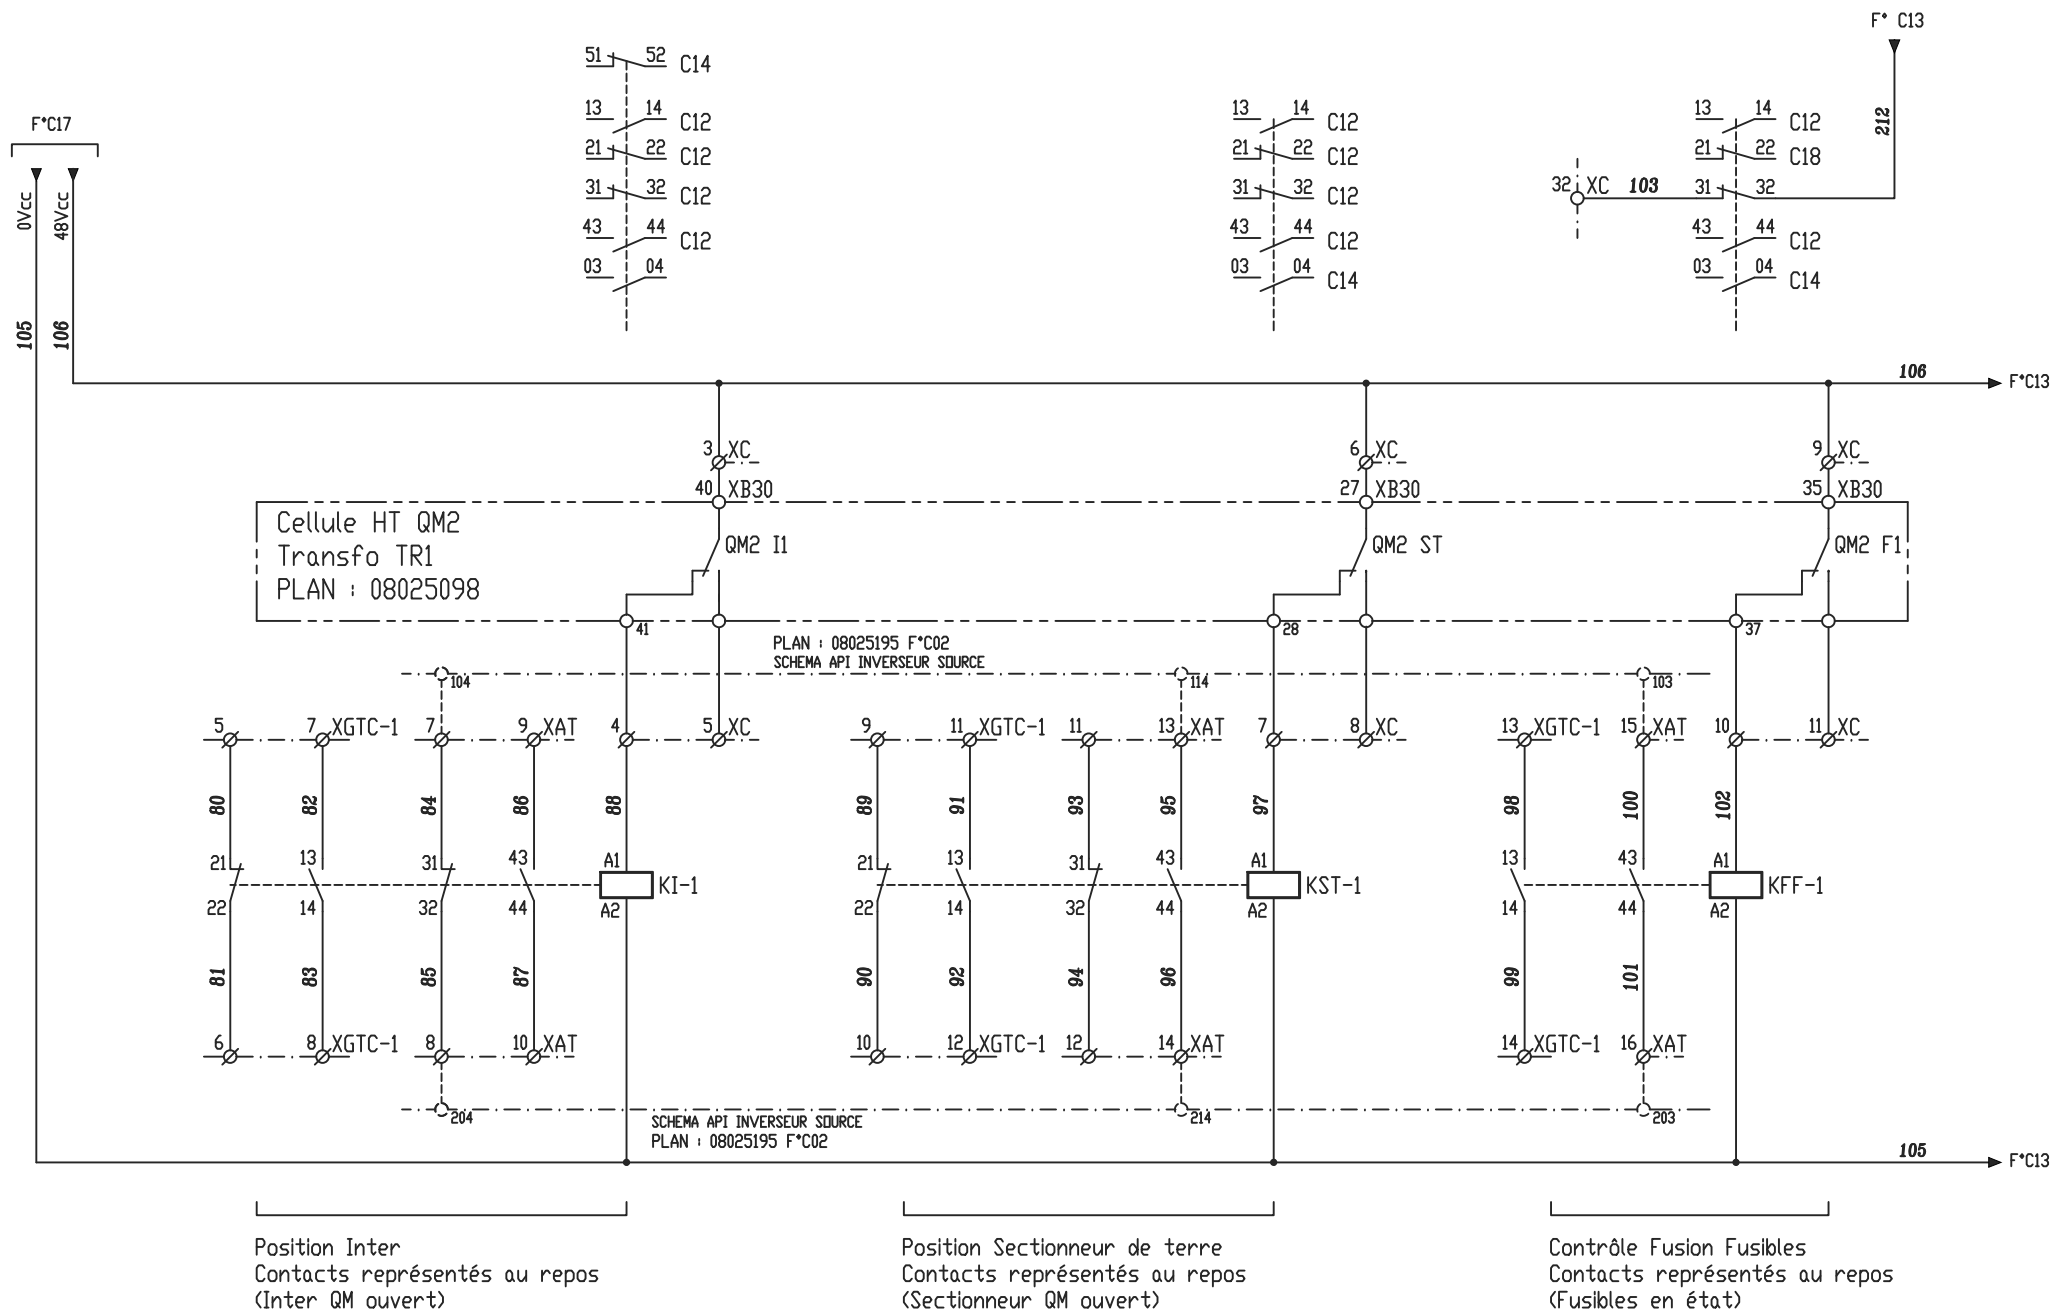 F° C13
51 52 C14
13 14 C12
21 22 C12
31 32 C12
43 44 C12
03 04
13 14 C12
21 22 C12
31 32 C12
43 44 C12
03 04 C14
13 14 C12
21 22 C18
32 XC 103 31 32
43 44 C12
03 04 C14
212
F°C17
0Vcc
48Vcc
105
106
106 F°C13
3 XC
6 XC
9 XC
40 XB30
27 XB30
35 XB30
Cellule HT QM2
Transfo TR1
PLAN : 08025098
QM2 I1
QM2 ST
QM2 F1
41
28
37
PLAN : 08025195 F°C02
SCHEMA API INVERSEUR SOURCE
104
114
103
5 7 XGTC-1 7 9 XAT 4 5 XC
9 11 XGTC-1 11 13 XAT 7 8 XC
13 XGTC-1 15 XAT 10 11 XC
80 82 84 86 88
89 91 93 95 97
98 100 102
21 13 31 43 A1
KI-1
22 14 32 44 A2
21 13 31 43 A1
KST-1
22 14 32 44 A2
13 43 A1
KFF-1
14 44 A2
81 83 85 87
90 92 94 96
99 101
6 8 XGTC-1 8 10 XAT
10 12 XGTC-1 12 14 XAT
14 XGTC-1 16 XAT
204
214
203
SCHEMA API INVERSEUR SOURCE
PLAN : 08025195 F°C02
105 F°C13
Position Inter
Contacts représentés au repos
(Inter QM ouvert)
Position Sectionneur de terre
Contacts représentés au repos
(Sectionneur QM ouvert)
Contrôle Fusion Fusibles
Contacts représentés au repos
(Fusibles en état)